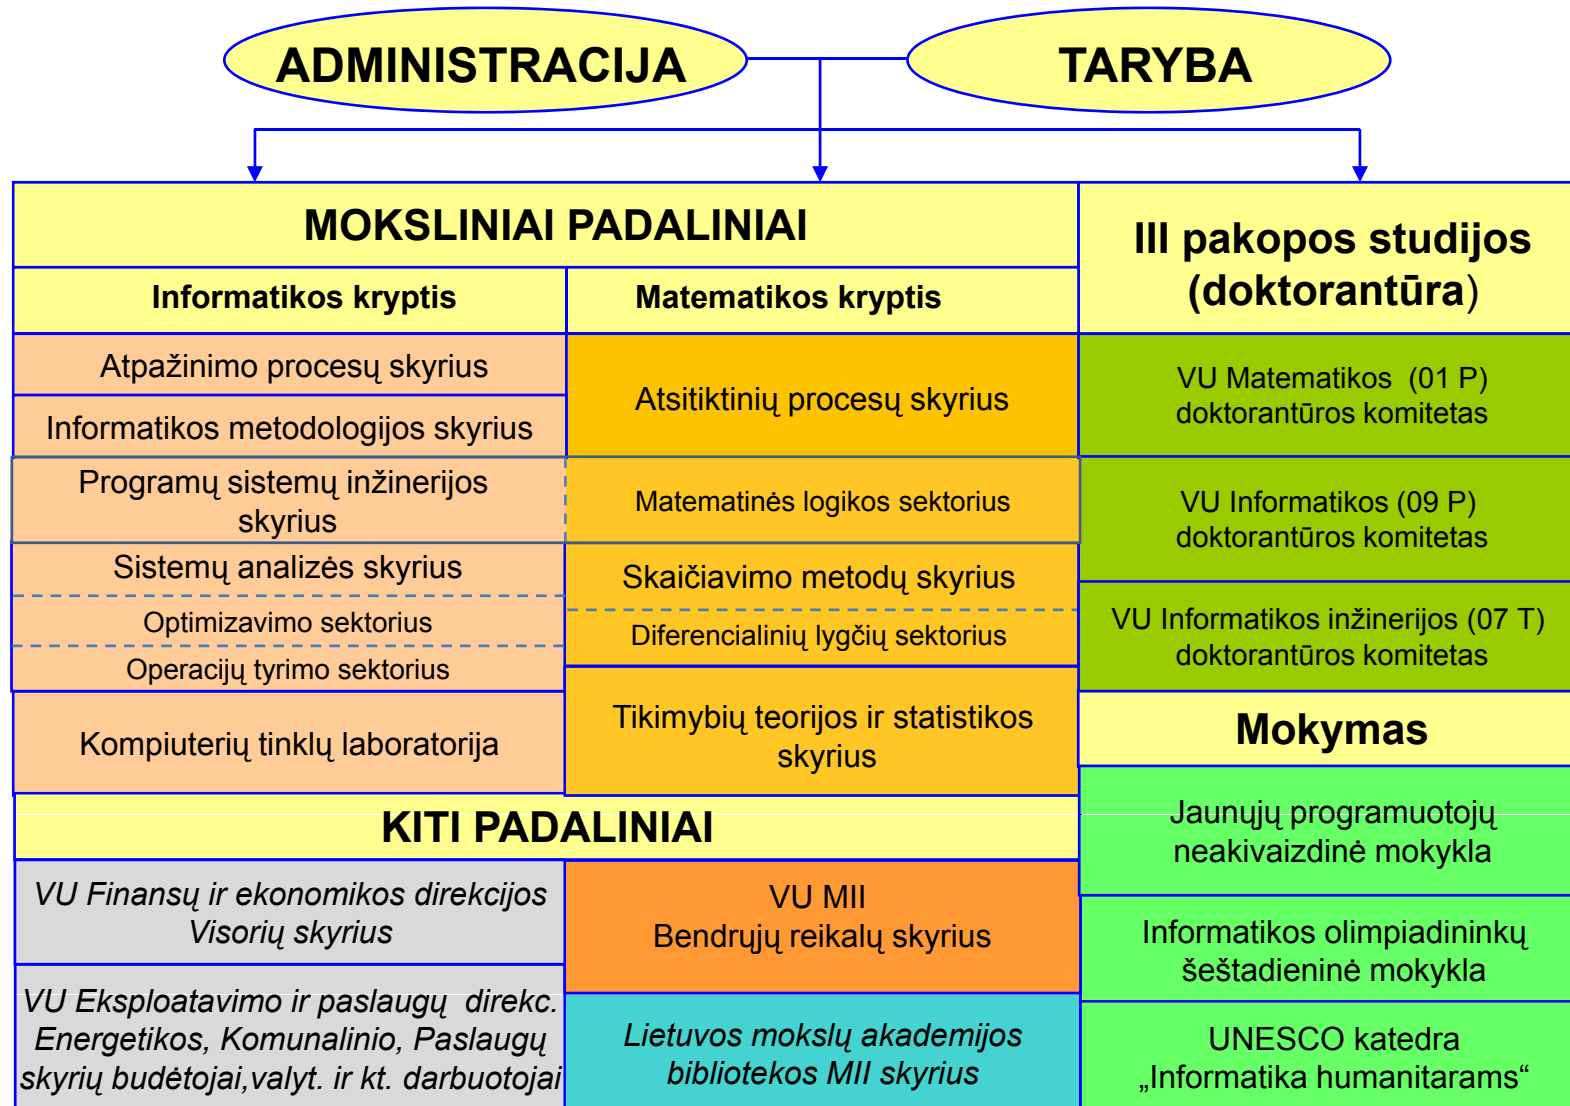 ADMINISTRACIJA
TARYBA
MOKSLINIAI PADALINIAI
Informatikos kryptis
Matematikos kryptis
Atpažinimo procesų skyrius
Informatikos metodologijos skyrius
Programų sistemų inžinerijos
skyrius
Sistemų analizės skyrius
Optimizavimo sektorius
Operacijų tyrimo sektorius
Kompiuterių tinklų laboratorija
Atsitiktinių procesų skyrius
Matematinės logikos sektorius
Skaičiavimo metodų skyrius
Diferencialinių lygčių sektorius
Tikimybių teorijos ir statistikos
skyrius
KITI PADALINIAI
VU Finansų ir ekonomikos direkcijos
Visorių skyrius
VU Eksploatavimo ir paslaugų direkc.
Energetikos, Komunalinio, Paslaugų
skyrių budėtojai,valyt. ir kt. darbuotojai
VU MII
Bendrųjų reikalų skyrius
Lietuvos mokslų akademijos
bibliotekos MII skyrius
III pakopos studijos
(doktorantūra)
VU Matematikos (01 P)
doktorantūros komitetas
VU Informatikos (09 P)
doktorantūros komitetas
VU Informatikos inžinerijos (07 T)
doktorantūros komitetas
Mokymas
Jaunųjų programuotojų
neakivaizdinė mokykla
Informatikos olimpiadininkų
šeštadieninė mokykla
UNESCO katedra
„Informatika humanitarams“